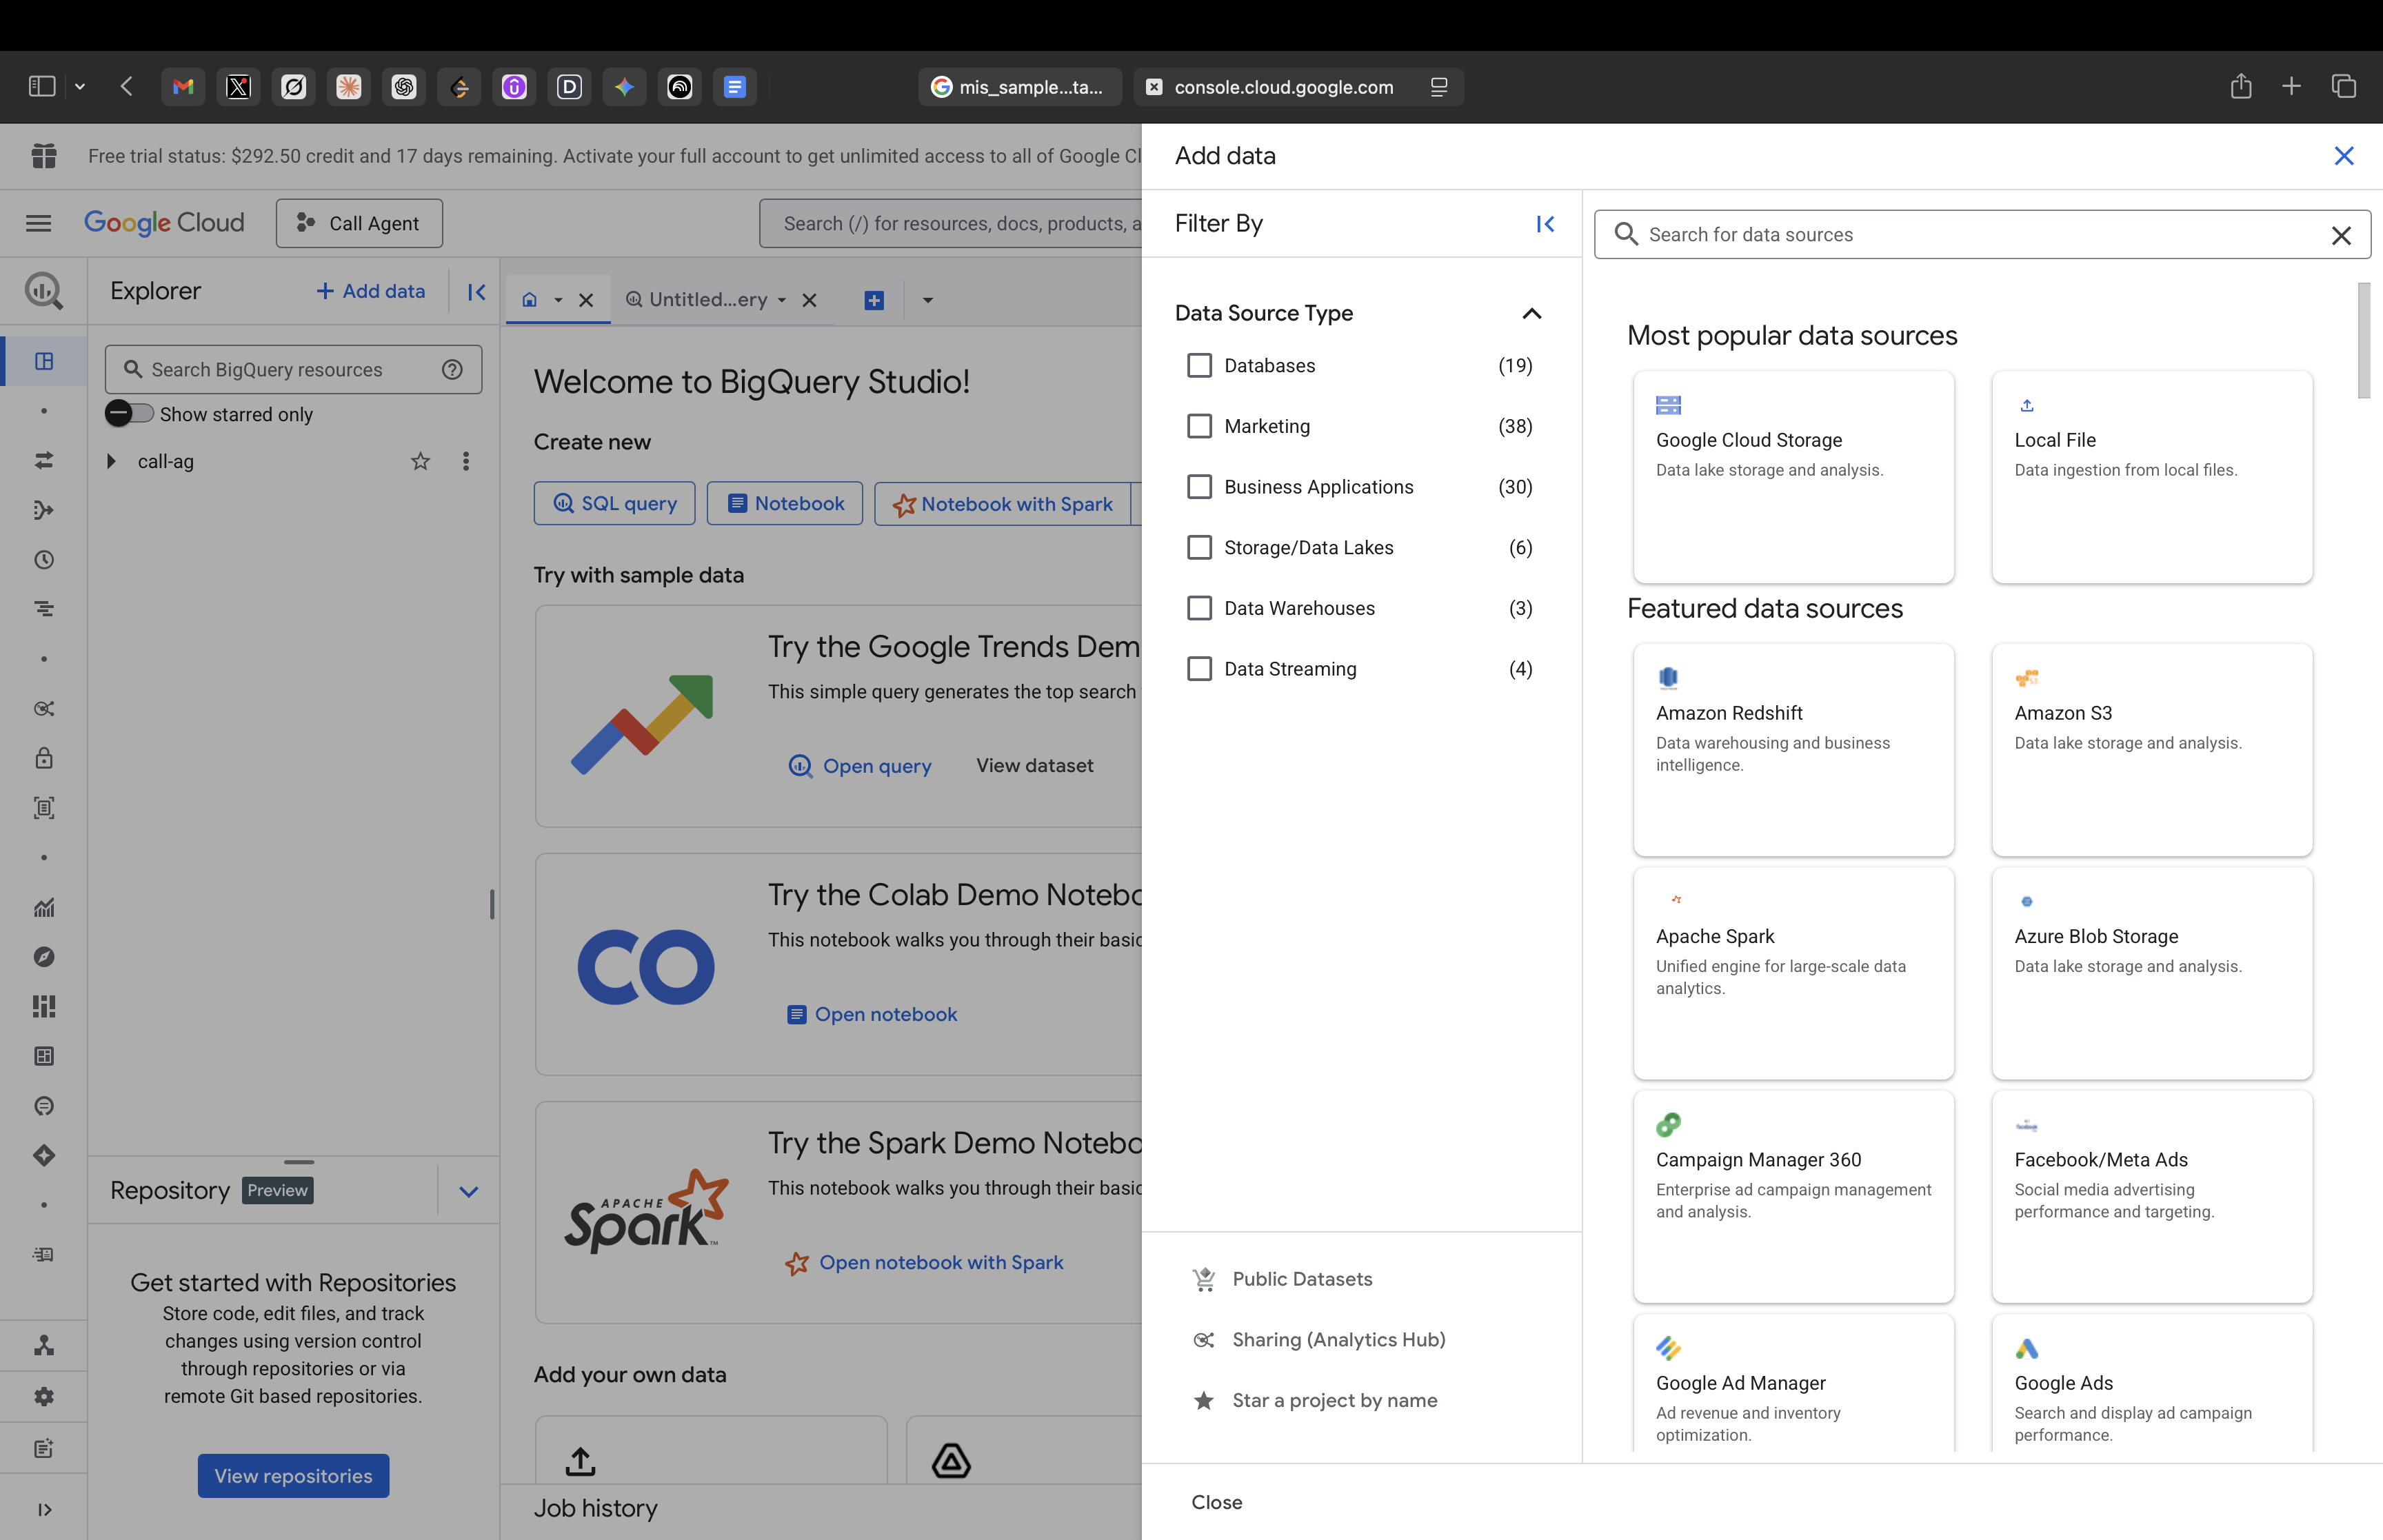 mis_sample...ta...
console.cloud.google.com
Free trial status: $292.50 credit and 17 days remaining. Activate your full account to get unlimited access to all of Google Cl
Google Cloud
Call Agent
Search (/) for resources, docs, products, a
Explorer
Add data
Untitled...ery
Search BigQuery resources
Show starred only
call-ag
Repository
Preview
Get started with Repositories
Store code, edit files, and track
changes using version control
through repositories or via
remote Git based repositories.
View repositories
Welcome to BigQuery Studio!
Create new
SQL query
Notebook
Notebook with Spark
Try with sample data
Try the Google Trends Dem
This simple query generates the top search
Open query
View dataset
CO
Try the Colab Demo Notebo
This notebook walks you through their basic
Open notebook
APACHE
Spark
TM
Try the Spark Demo Notebo
This notebook walks you through their basic
Open notebook with Spark
Add your own data
Job history
Add data
Filter By
Data Source Type
Databases (19)
Marketing (38)
Business Applications (30)
Storage/Data Lakes (6)
Data Warehouses (3)
Data Streaming (4)
Public Datasets
Sharing (Analytics Hub)
Star a project by name
Close
Search for data sources
Most popular data sources
Google Cloud Storage
Data lake storage and analysis.
Local File
Data ingestion from local files.
Featured data sources
Amazon Redshift
Data warehousing and business
intelligence.
Amazon S3
Data lake storage and analysis.
Apache Spark
Unified engine for large-scale data
analytics.
Azure Blob Storage
Data lake storage and analysis.
Campaign Manager 360
Enterprise ad campaign management
and analysis.
Facebook/Meta Ads
Social media advertising
performance and targeting.
Google Ad Manager
Ad revenue and inventory
optimization.
Google Ads
Search and display ad campaign
performance.